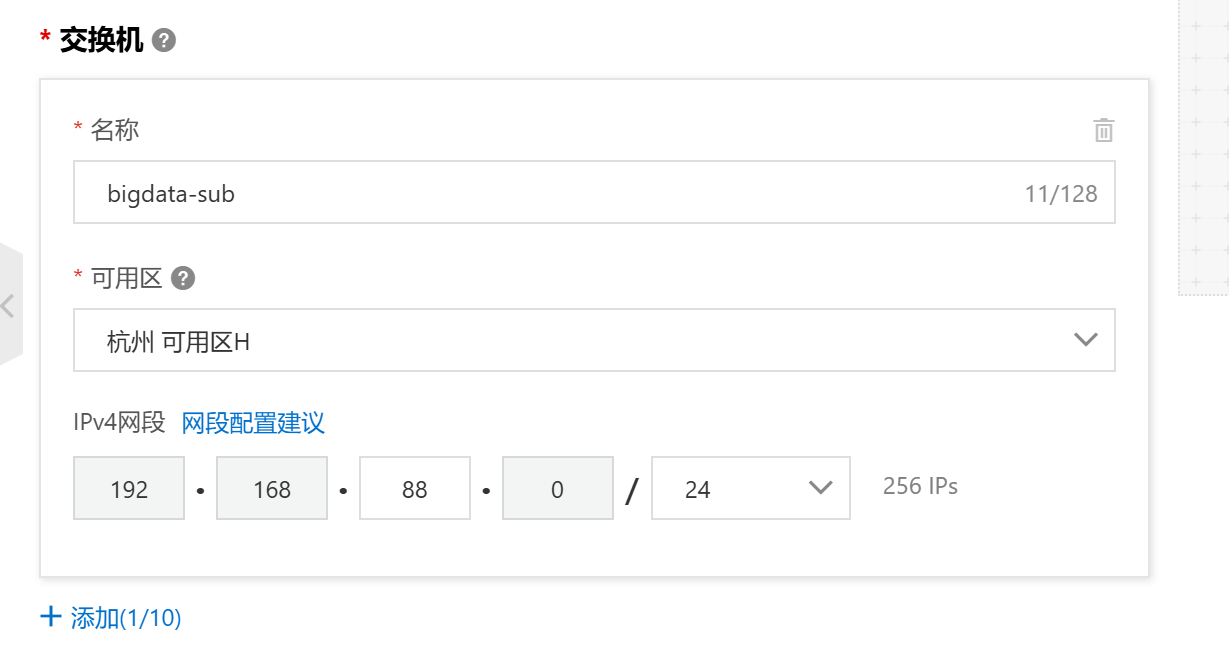 * 交换机 ?
* 名称
bigdata-sub 11/128
* 可用区 ?
杭州 可用区H
IPv4网段 网段配置建议
192 • 168 • 88 • 0 / 24 256 IPs
+ 添加(1/10)